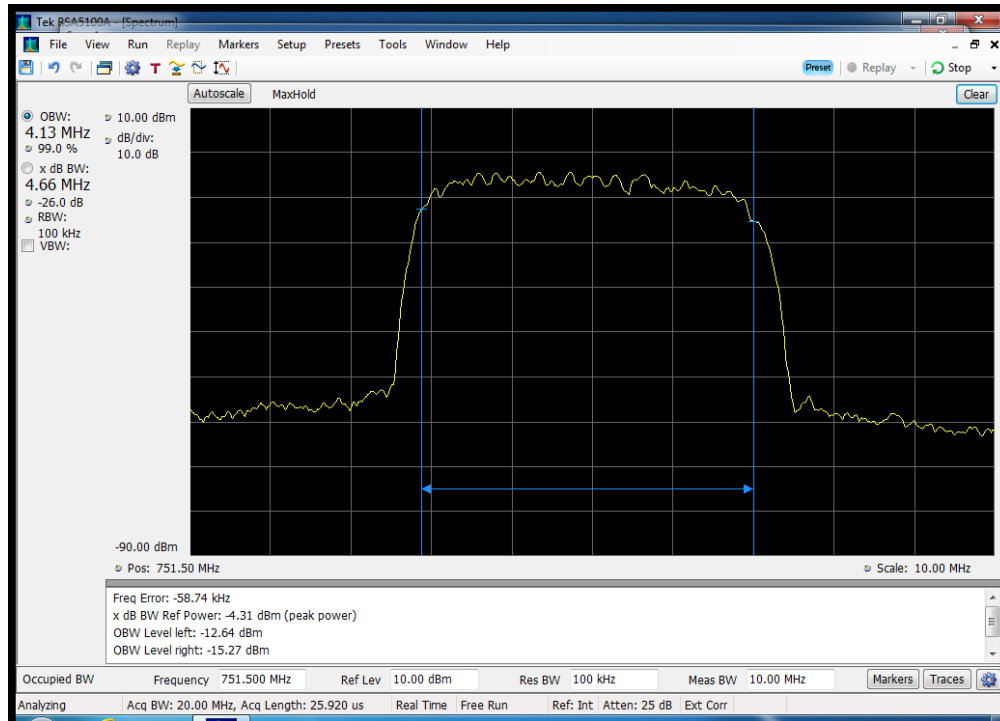 Tek RSA5100A - [Spectrum]
File View Run Replay Markers Setup Presets Tools Window Help
Preset Replay Stop
Autoscale MaxHold Clear
OBW:
4.13 MHz
99.0 %
x dB BW:
4.66 MHz
-26.0 dB
RBW:
100 kHz
VBW:
10.00 dBm
dB/div:
10.0 dB
-90.00 dBm
Pos: 751.50 MHz
Scale: 10.00 MHz
Freq Error: -58.74 kHz
x dB BW Ref Power: -4.31 dBm (peak power)
OBW Level left: -12.64 dBm
OBW Level right: -15.27 dBm
Occupied BW Frequency 751.500 MHz Ref Lev 10.00 dBm Res BW 100 kHz Meas BW 10.00 MHz Markers Traces
Analyzing Acq BW: 20.00 MHz, Acq Length: 25.920 us Real Time Free Run Ref: Int Atten: 25 dB Ext Corr